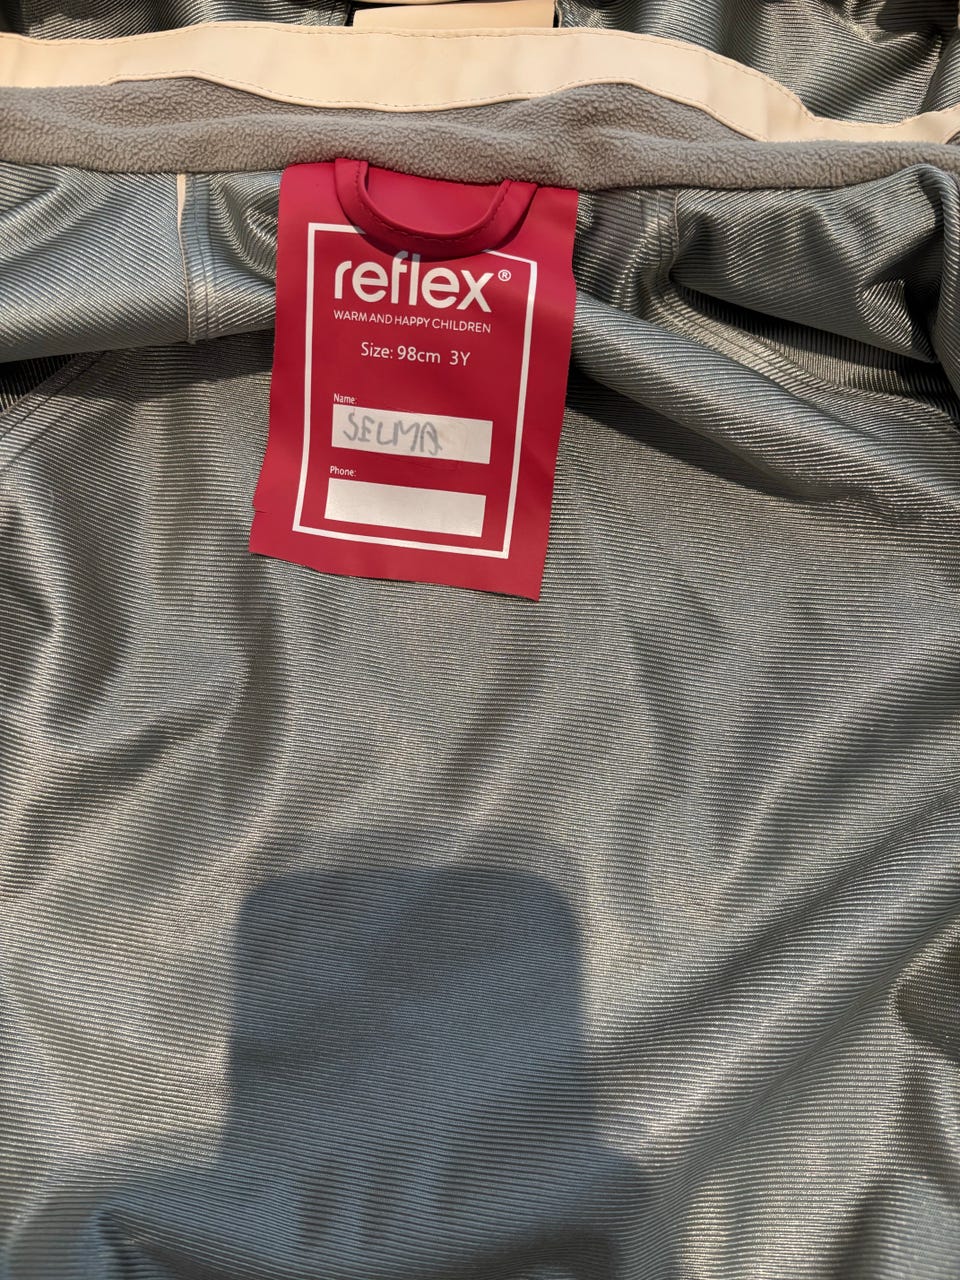 reflex®
WARM AND HAPPY CHILDREN
Size: 98cm 3Y
Name:
SELMA
Phone: